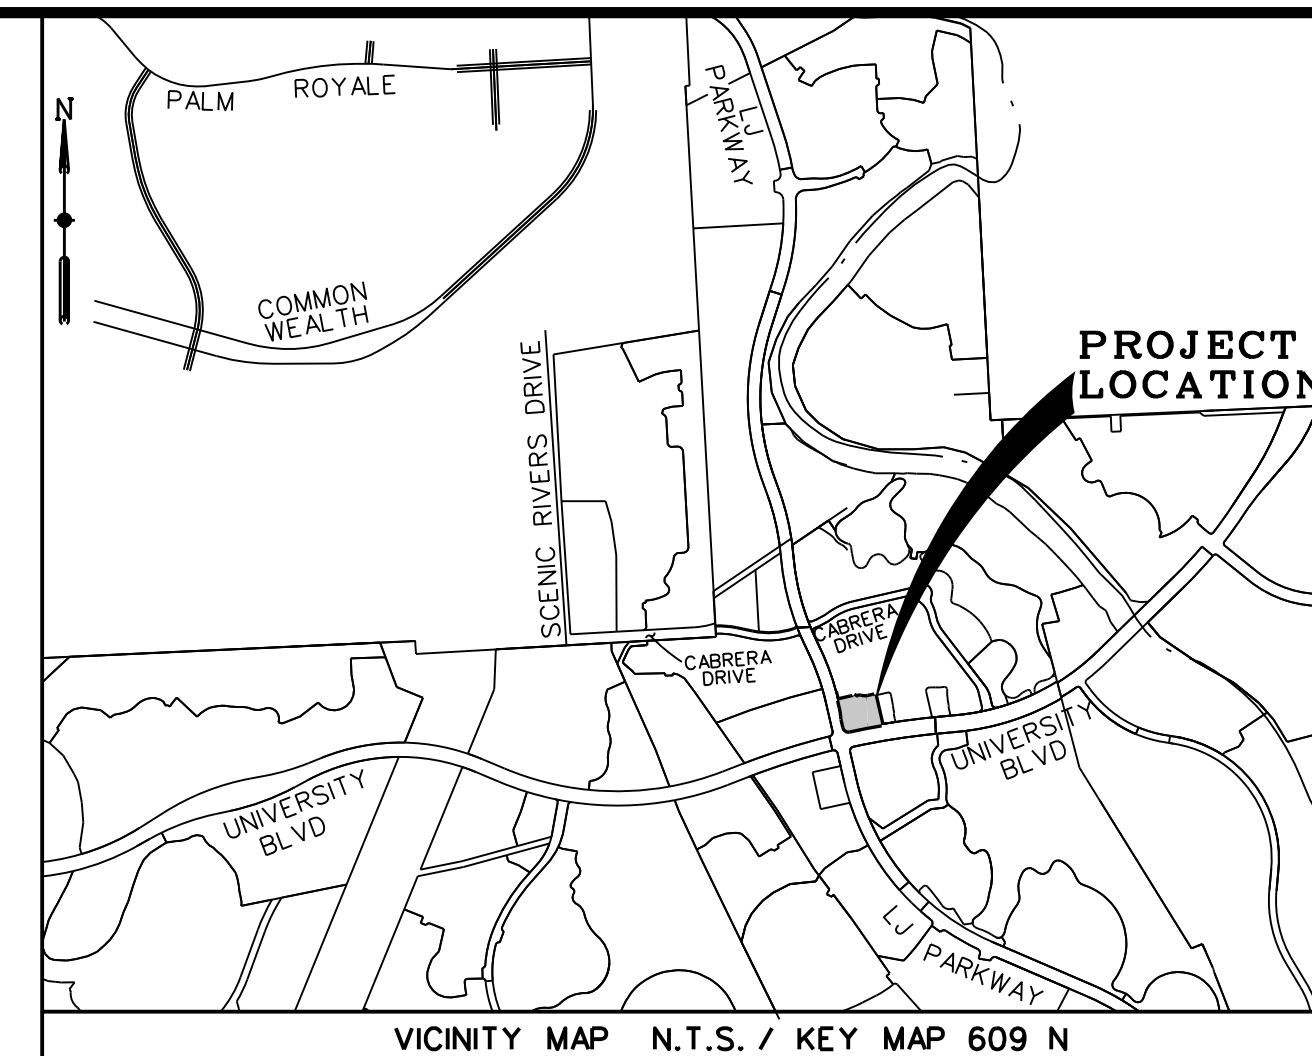 PALM
ROYALE
N
LJ
PARKWAY
COMMON
WEALTH
PROJECT
LOCATION
SCENIC RIVERS DRIVE
CABRERA
DRIVE
CABRERA
DRIVE
UNIVERSITY
BLVD
UNIVERSITY
BLVD
LJ
PARKWAY
VICINITY MAP N.T.S. / KEY MAP 609 N